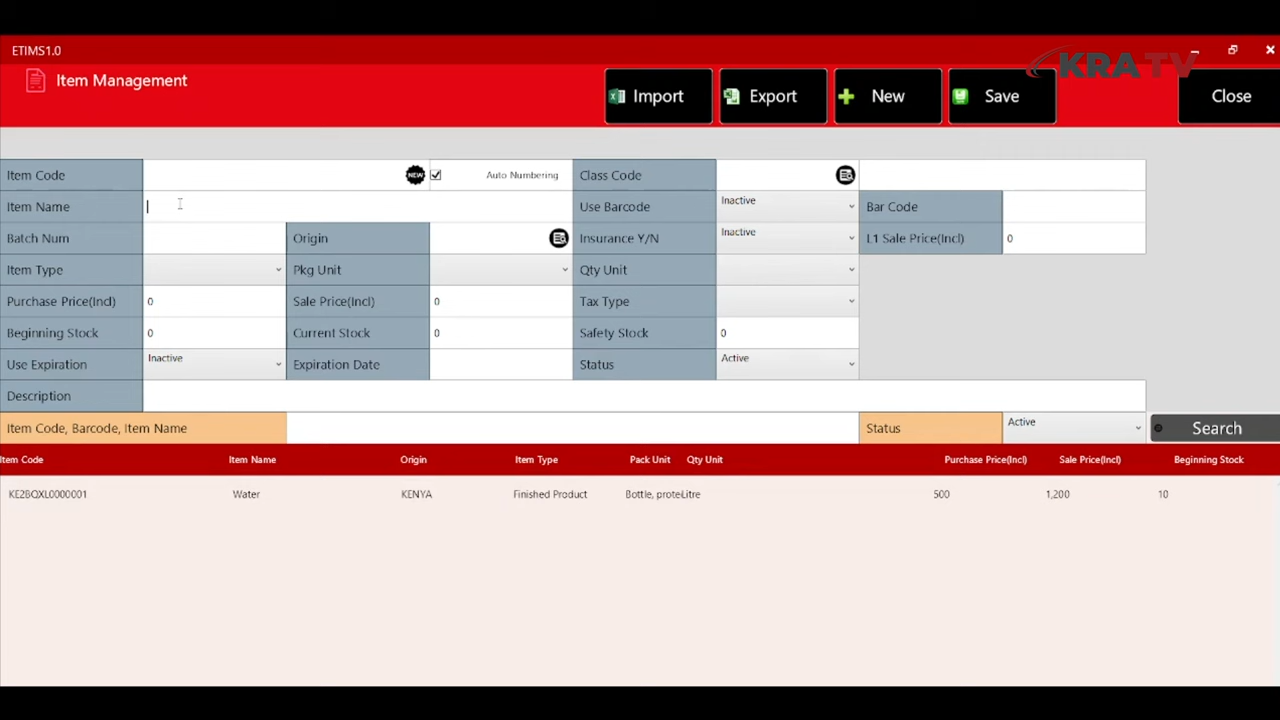 ETIMS1.0
KRA TV
Item Management
Import
Export
New
Save
Close
Item Code
NEW
Auto Numbering
Class Code
Item Name
Use Barcode
Inactive
Bar Code
Batch Num
Origin
Insurance Y/N
Inactive
L1 Sale Price(Incl)
0
Item Type
Pkg Unit
Qty Unit
Purchase Price(Incl)
0
Sale Price(Incl)
0
Tax Type
Beginning Stock
0
Current Stock
0
Safety Stock
0
Use Expiration
Inactive
Expiration Date
Status
Active
Description
Item Code, Barcode, Item Name
Status
Active
Search
Item Code Item Name Origin Item Type Pack Unit Qty Unit Purchase Price(Incl) Sale Price(Incl) Beginning Stock
KE2BQXL0000001 Water KENYA Finished Product Bottle, prote Litre 500 1,200 10